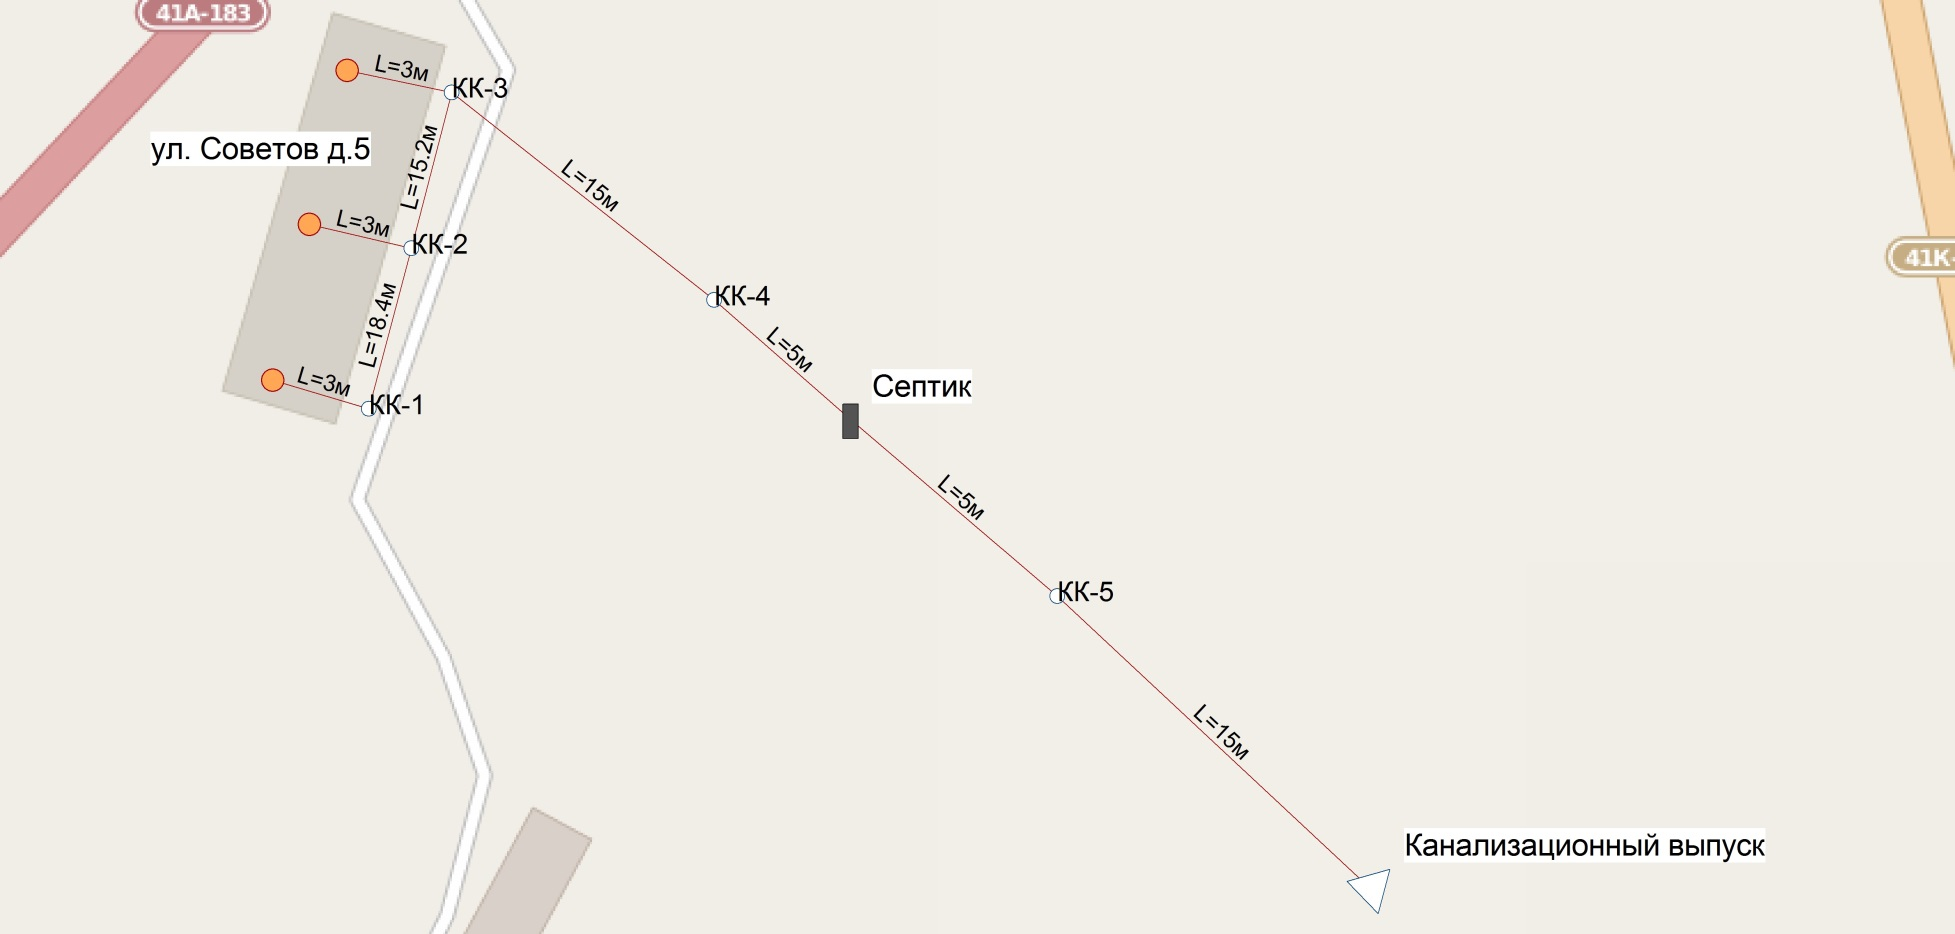 41А-183
L=3м
КК-3
ул. Советов д.5
L=15.2м
L=15м
L=3м
КК-2
L=18.4м
КК-4
L=5м
41К-
L=3м
КК-1
Септик
L=5м
КК-5
L=15м
Канализационный выпуск